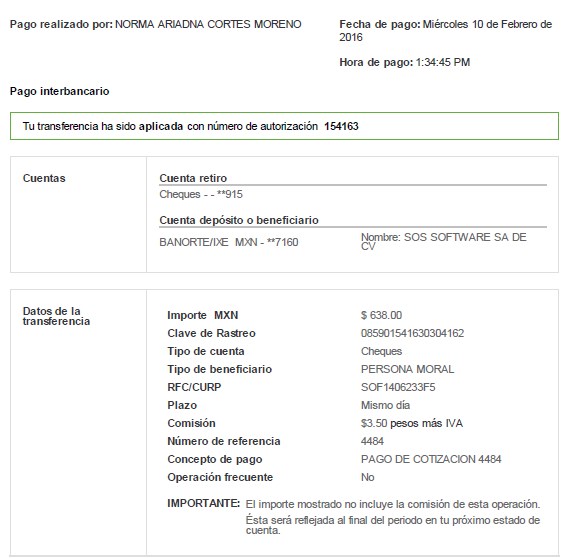 Pago realizado por: NORMA ARIADNA CORTES MORENO
Fecha de pago: Miércoles 10 de Febrero de
2016
Hora de pago: 1:34:45 PM
Pago interbancario
Tu transferencia ha sido aplicada con número de autorización 154163
Cuentas
Cuenta retiro
Cheques - - **915
Cuenta depósito o beneficiario
BANORTE/IXE MXN - **7160
Nombre: SOS SOFTWARE SA DE
CV
Datos de la
transferencia
Importe MXN $ 638.00
Clave de Rastreo 085901541630304162
Tipo de cuenta Cheques
Tipo de beneficiario PERSONA MORAL
RFC/CURP SOF1406233F5
Plazo Mismo día
Comisión $3.50 pesos más IVA
Número de referencia 4484
Concepto de pago PAGO DE COTIZACION 4484
Operación frecuente No
IMPORTANTE: El importe mostrado no incluye la comisión de esta operación.
Ésta será reflejada al final del periodo en tu próximo estado de
cuenta.